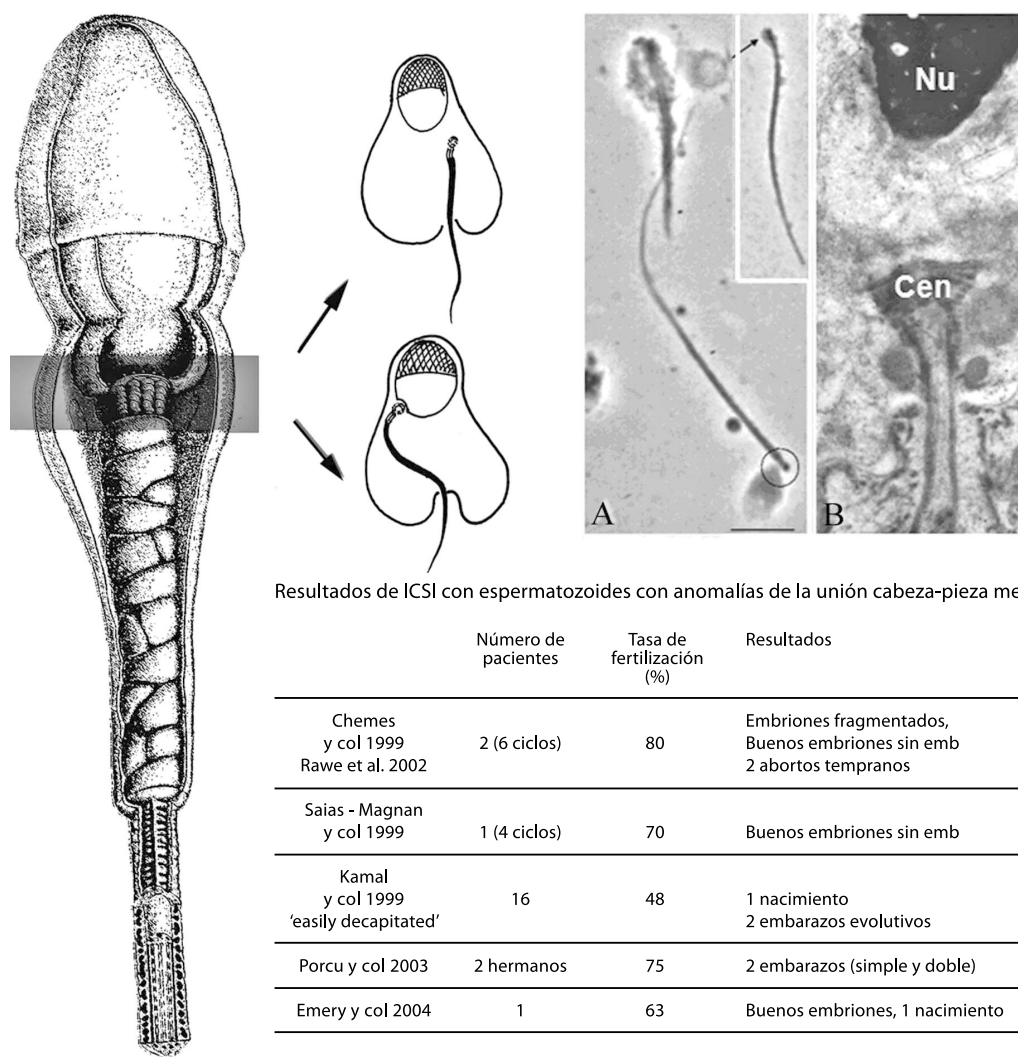 Nu
Cen
A
B
Resultados de ICSI con espermatozoides con anomalías de la unión cabeza-pieza me
Número de pacientes
Tasa de fertilización (%)
Resultados
Chemes
y col 1999
Rawe et al. 2002
2 (6 ciclos)
80
Embriones fragmentados,
Buenos embriones sin emb
2 abortos tempranos
Saias - Magnan
y col 1999
1 (4 ciclos)
70
Buenos embriones sin emb
Kamal
y col 1999
'easily decapitated'
16
48
1 nacimiento
2 embarazos evolutivos
Porcu y col 2003
2 hermanos
75
2 embarazos (simple y doble)
Emery y col 2004
1
63
Buenos embriones, 1 nacimiento